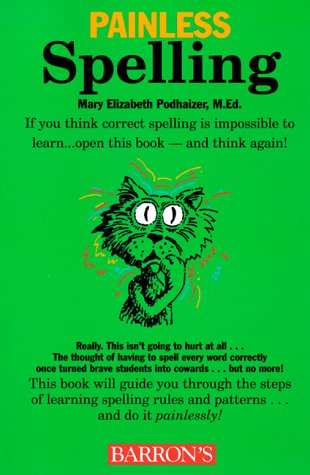 PAINLESS
Spelling
Mary Elizabeth Podhaizer, M.Ed.
If you think correct spelling is impossible to
learn...open this book — and think again!
Really. This isn't going to hurt at all . . .
The thought of having to spell every word correctly
once turned brave students into cowards . . . but no more!
This book will guide you through the steps
of learning spelling rules and patterns . . .
and do it painlessly!
BARRON'S